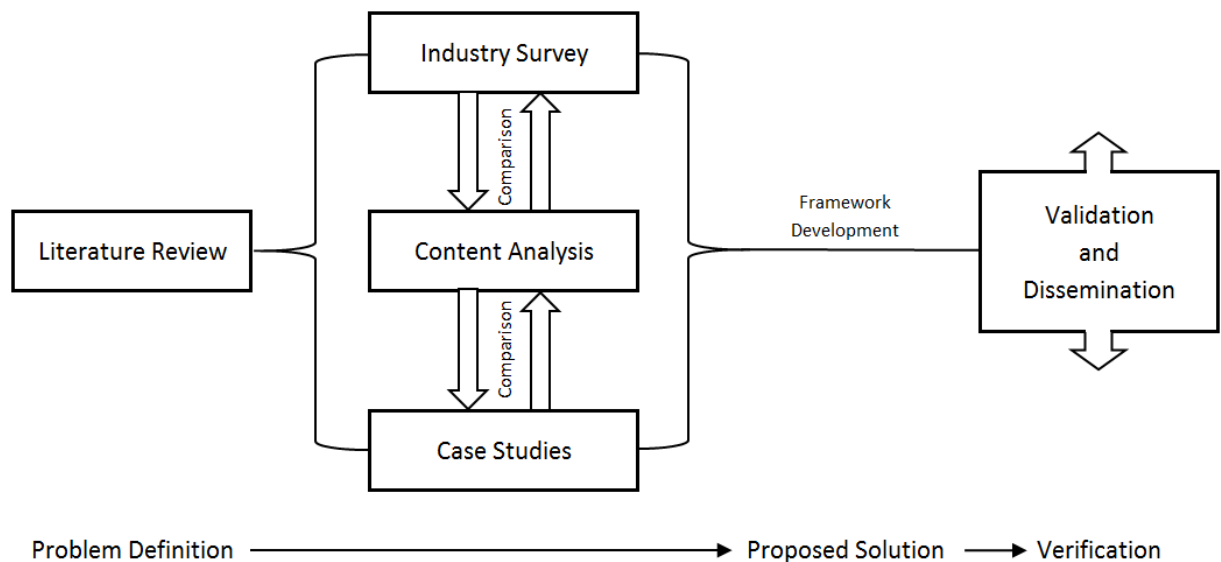 Industry Survey
Comparison
Literature Review
Content Analysis
Framework
Development
Validation
and
Dissemination
Comparison
Case Studies
Problem Definition
Proposed Solution
Verification